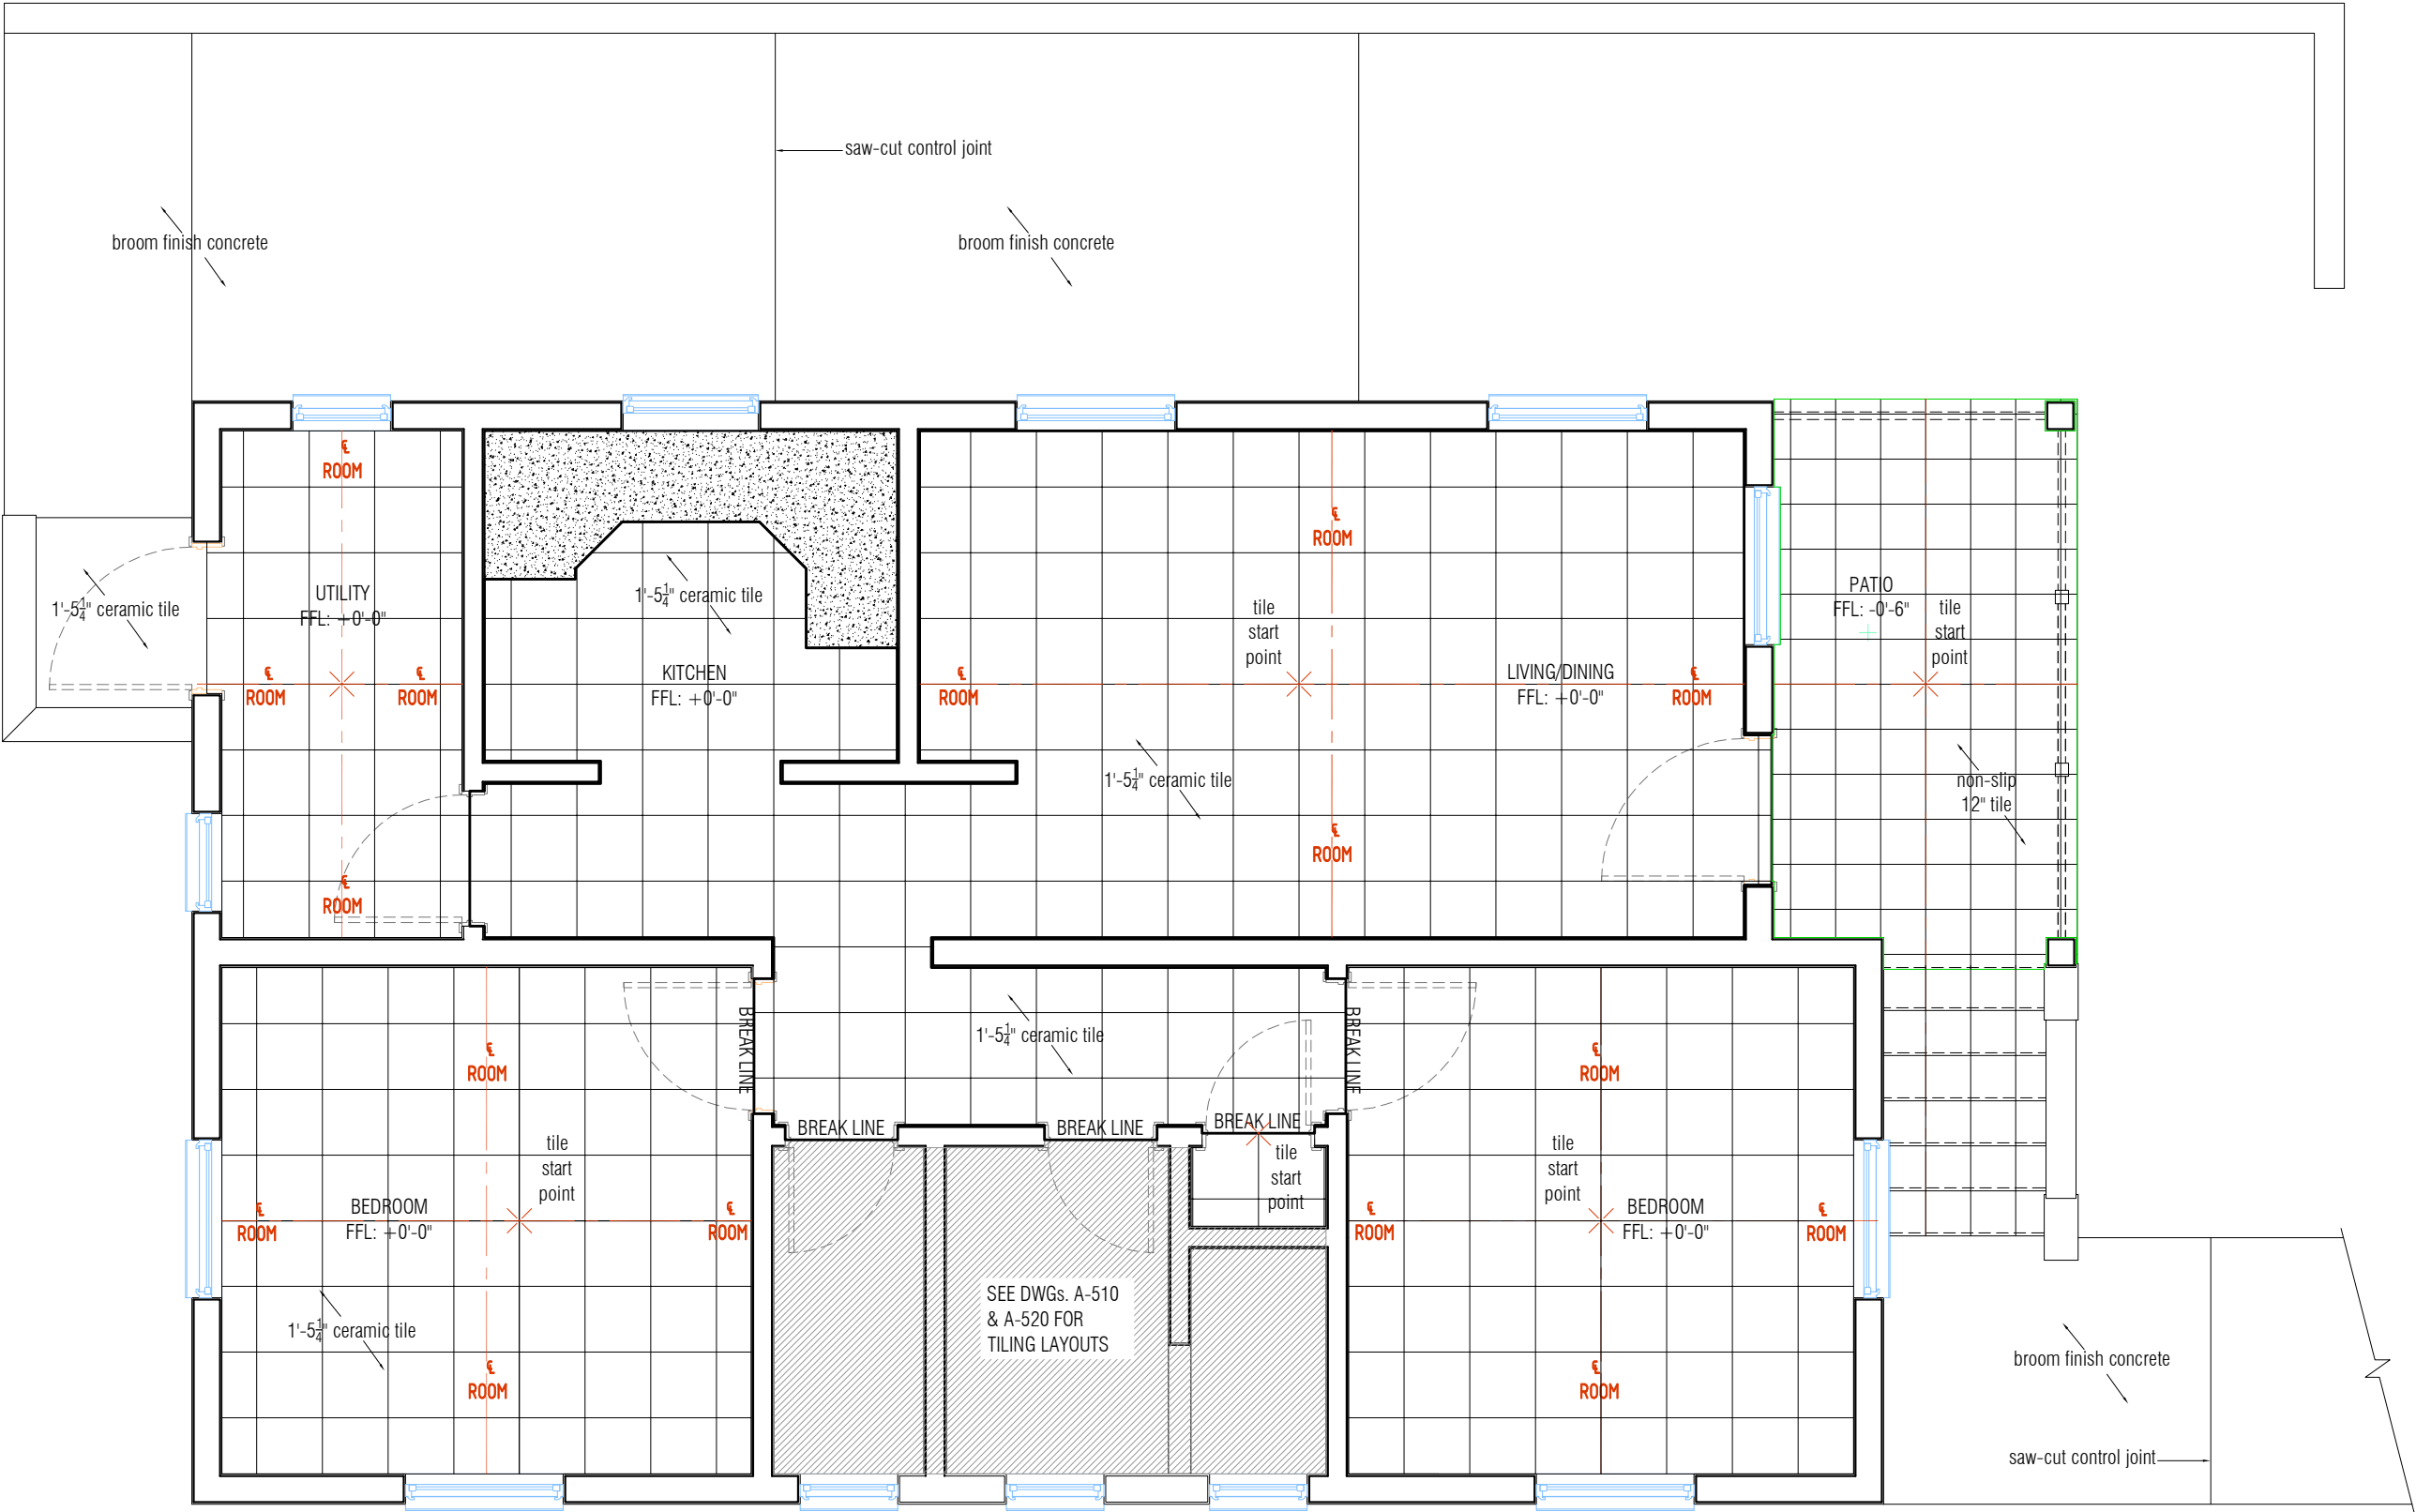 saw-cut control joint
broom finish concrete
broom finish concrete
℄
ROOM
℄
ROOM
1'-5¼" ceramic tile
UTILITY
FFL: +0'-0"
1'-5¼" ceramic tile
tile
start
point
PATIO
FFL: -0'-6"
tile
start
point
℄
ROOM
℄
ROOM
KITCHEN
FFL: +0'-0"
℄
ROOM
LIVING/DINING
FFL: +0'-0"
℄
ROOM
1'-5¼" ceramic tile
non-slip
12" tile
℄
ROOM
℄
ROOM
BREAK LINE
1'-5¼" ceramic tile
BREAK LINE
℄
ROOM
℄
ROOM
BREAK LINE
BREAK LINE
BREAK LINE
tile
start
point
tile
start
point
tile
start
point
℄
ROOM
BEDROOM
FFL: +0'-0"
℄
ROOM
℄
ROOM
BEDROOM
FFL: +0'-0"
℄
ROOM
SEE DWGs. A-510
& A-520 FOR
TILING LAYOUTS
1'-5¼" ceramic tile
℄
ROOM
℄
ROOM
broom finish concrete
saw-cut control joint